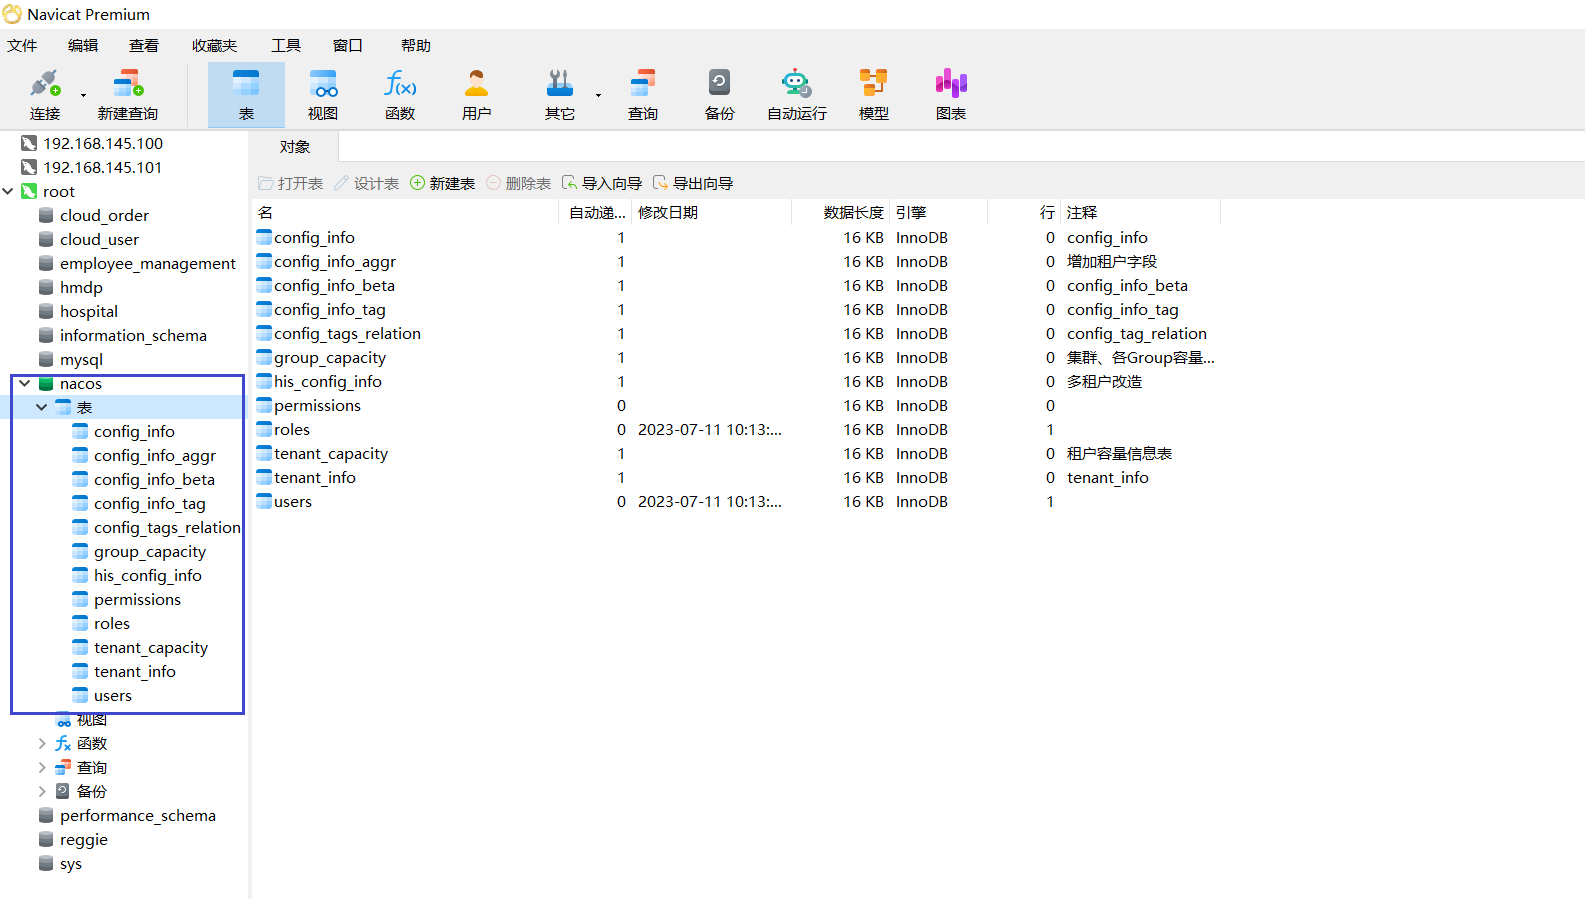 Navicat Premium
文件 编辑 查看 收藏夹 工具 窗口 帮助
连接 新建查询 表 视图 函数 用户 其它 查询 备份 自动运行 模型 图表
192.168.145.100
192.168.145.101
root
cloud_order
cloud_user
employee_management
hmdp
hospital
information_schema
mysql
nacos
表
config_info
config_info_aggr
config_info_beta
config_info_tag
config_tags_relation
group_capacity
his_config_info
permissions
roles
tenant_capacity
tenant_info
users
视图
函数
查询
备份
performance_schema
reggie
sys
对象
打开表 设计表 新建表 删除表 导入向导 导出向导
名 自动递... 修改日期 数据长度 引擎 行 注释
config_info 1 16 KB InnoDB 0 config_info
config_info_aggr 1 16 KB InnoDB 0 增加租户字段
config_info_beta 1 16 KB InnoDB 0 config_info_beta
config_info_tag 1 16 KB InnoDB 0 config_info_tag
config_tags_relation 1 16 KB InnoDB 0 config_tag_relation
group_capacity 1 16 KB InnoDB 0 集群、各Group容量...
his_config_info 1 16 KB InnoDB 0 多租户改造
permissions 0 16 KB InnoDB 0
roles 0 2023-07-11 10:13:... 16 KB InnoDB 1
tenant_capacity 1 16 KB InnoDB 0 租户容量信息表
tenant_info 1 16 KB InnoDB 0 tenant_info
users 0 2023-07-11 10:13:... 16 KB InnoDB 1